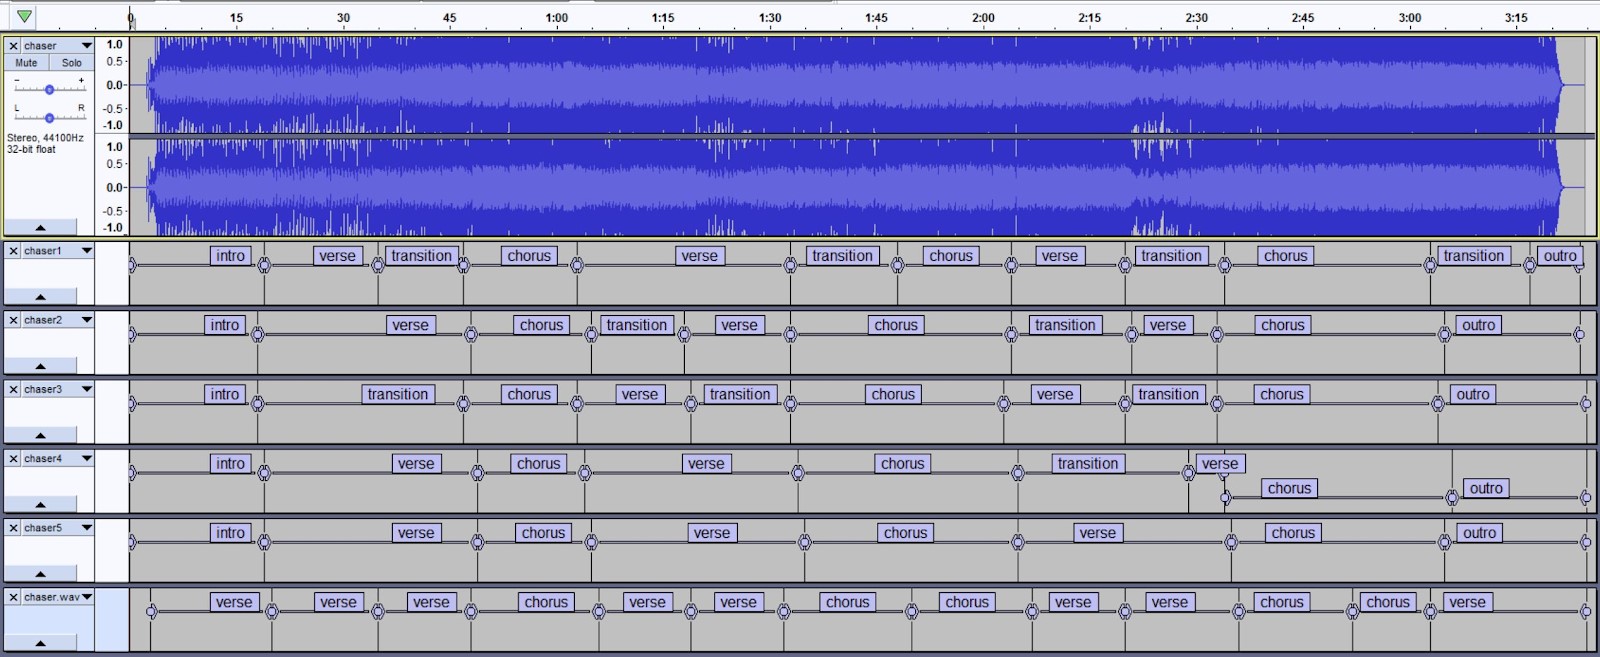 0 15 30 45 1:00 1:15 1:30 1:45 2:00 2:15 2:30 2:45 3:00 3:15
chaser
Mute Solo
- +
L R
Stereo, 44100Hz
32-bit float
1.0
0.5
0.0
-0.5
-1.0
1.0
0.5
0.0
-0.5
-1.0
chaser1 intro verse transition chorus verse transition chorus verse transition chorus transition outro
chaser2 intro verse chorus transition verse chorus transition verse chorus outro
chaser3 intro transition chorus verse transition chorus verse transition chorus outro
chaser4 intro verse chorus verse chorus transition verse
chorus outro
chaser5 intro verse chorus verse chorus verse chorus outro
chaser.wav verse verse verse chorus verse verse chorus chorus verse verse chorus chorus verse